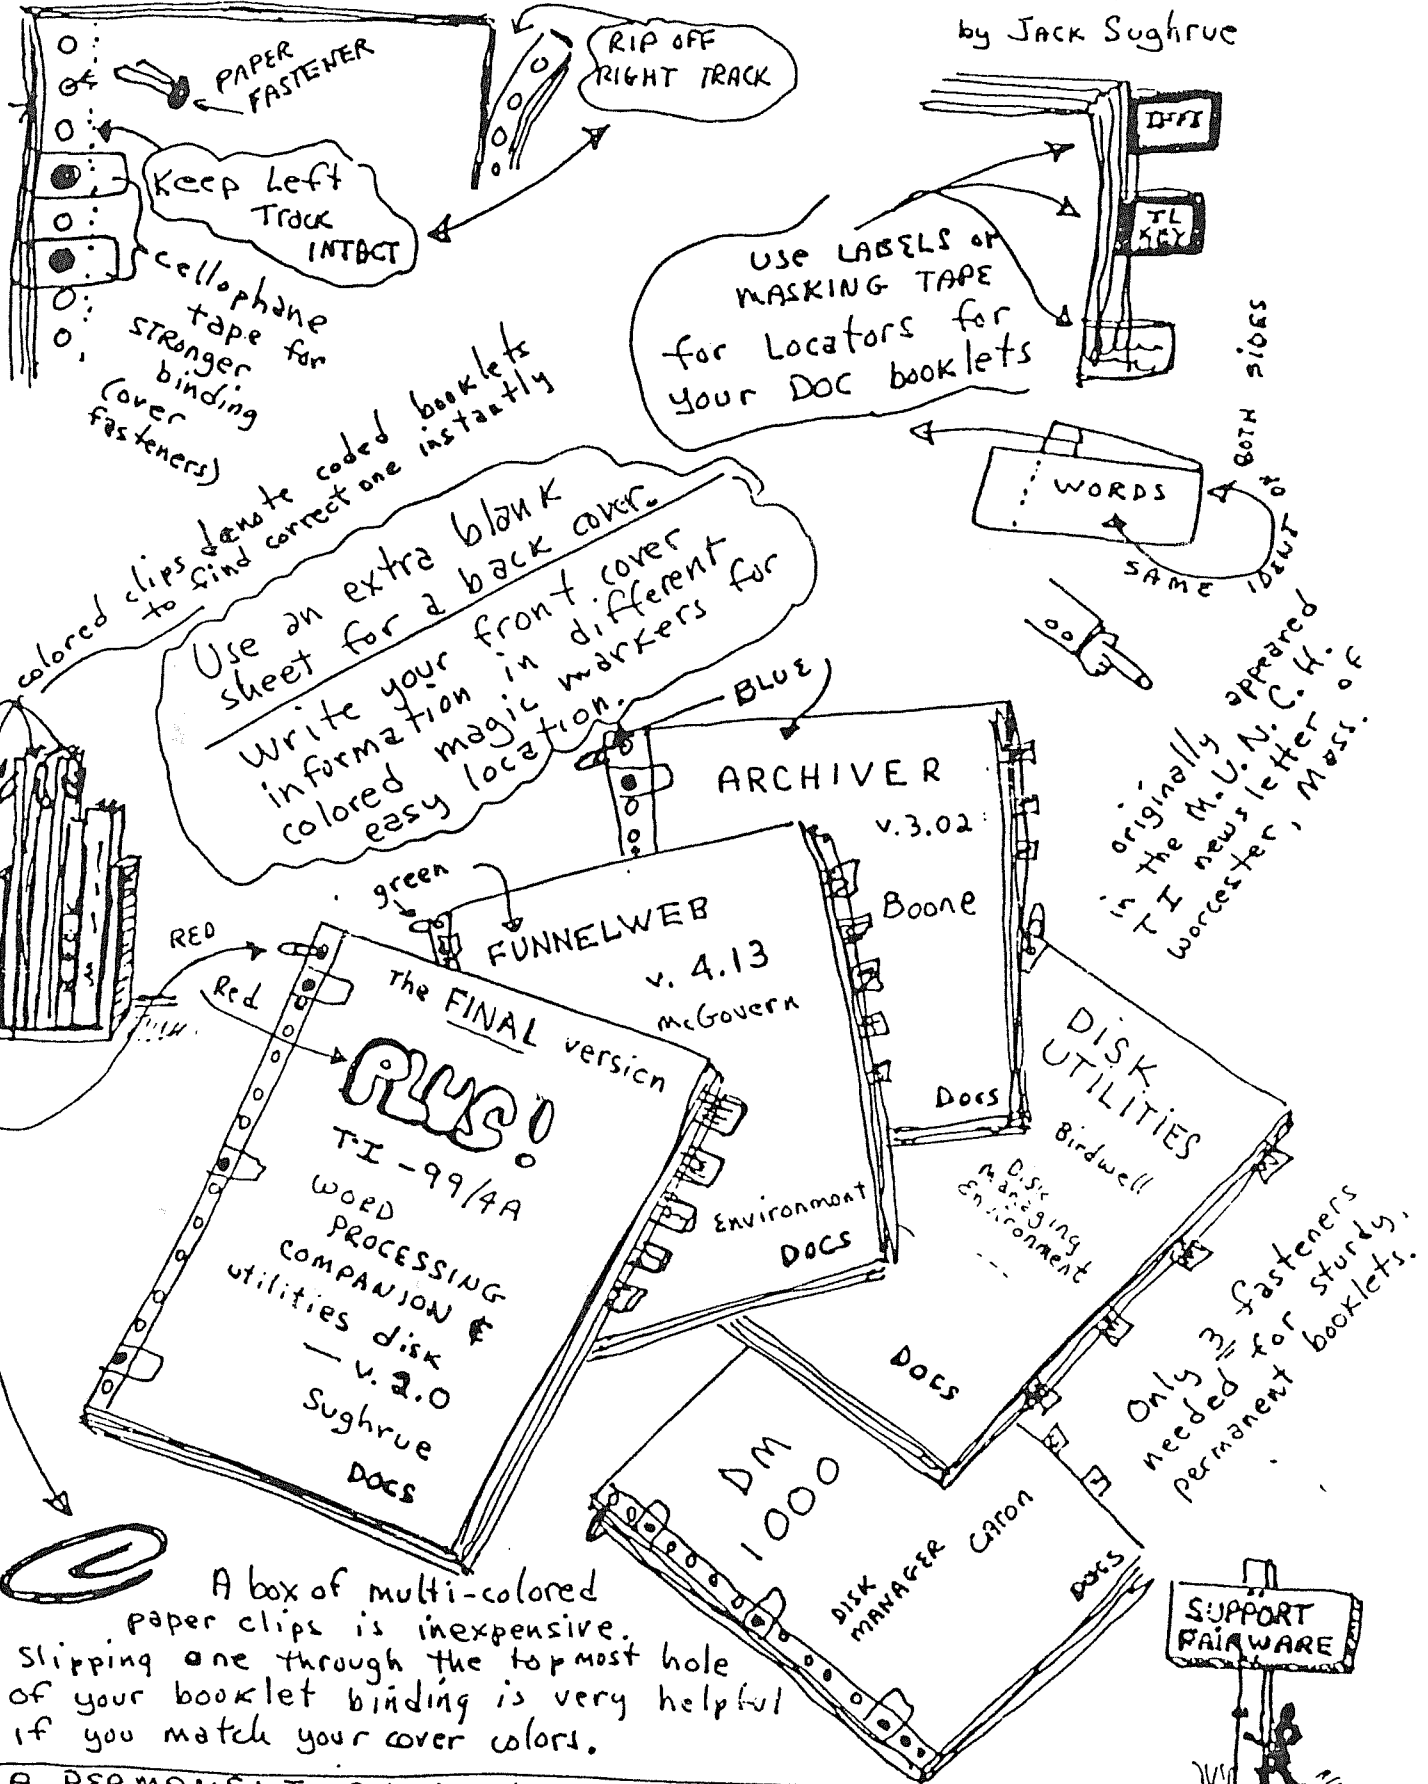 by JACK Sughrue
PAPER
FASTENER
RIP OFF
RIGHT TRACK
Keep Left
Track
INTACT
cellophane
tape for
STRonger
binding
(over
fasteners)
USE LABELS or
MASKING TAPE
for Locators for
your DOC booklets
TL
KEY
WORDS
SAME IDENT ON BOTH SIDES
colored clips denote coded booklets
to find correct one instantly
Use an extra blank
sheet for a back cover.
Write your front cover
information in different
colored magic markers for
easy location.
originally appeared
in the M.U.N.C.H.
TI newsletter of
Worcester, Mass.
BLUE
ARCHIVER
v.3.02
Boone
Docs
green
FUNNELWEB
v. 4.13
McGovern
Environment
DOCS
RED
Red
The FINAL version
PLUS!
T-I -99/4A
WORD
PROCESSING
COMPANION &
utilities disk
— v. 2.0
Sughrue
DOCS
DISK
UTILITIES
Birdwell
Disk
Managing
Environment
DOCS
Only 3 fasteners
needed for sturdy,
permanent booklets.
DM
1000
DISK
MANAGER
Caron
DOCS
A box of multi-colored
paper clips is inexpensive.
Slipping one through the topmost hole
of your booklet binding is very helpful
if you match your cover colors.
SUPPORT
FAIRWARE